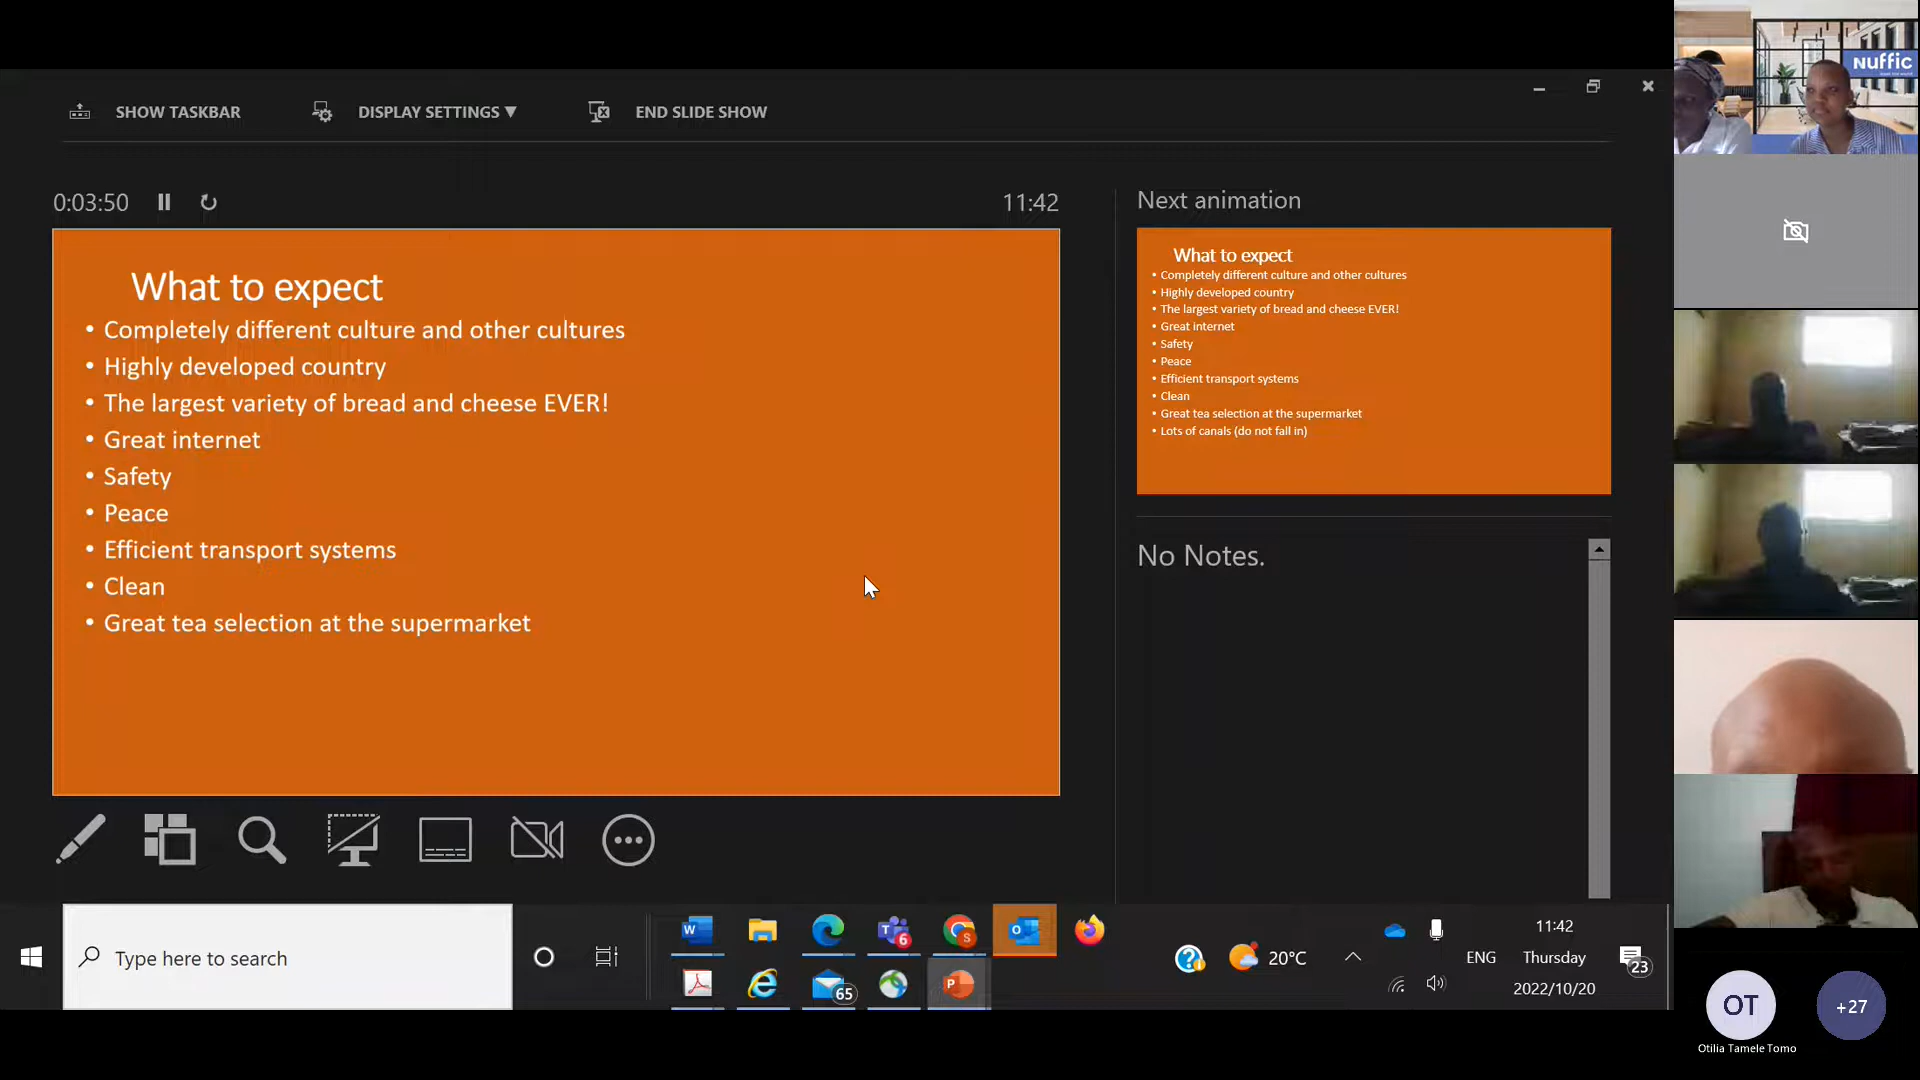 SHOW TASKBAR
DISPLAY SETTINGS ▼
END SLIDE SHOW
0:03:50
11:42
What to expect
• Completely different culture and other cultures
• Highly developed country
• The largest variety of bread and cheese EVER!
• Great internet
• Safety
• Peace
• Efficient transport systems
• Clean
• Great tea selection at the supermarket
Next animation
What to expect
• Completely different culture and other cultures
• Highly developed country
• The largest variety of bread and cheese EVER!
• Great internet
• Safety
• Peace
• Efficient transport systems
• Clean
• Great tea selection at the supermarket
• Lots of canals (do not fall in)
No Notes.
Type here to search
6
S
65
20°C
ENG
11:42
Thursday
2022/10/20
23
Nuffic
OT
Otilia Tamele Tomo
+27